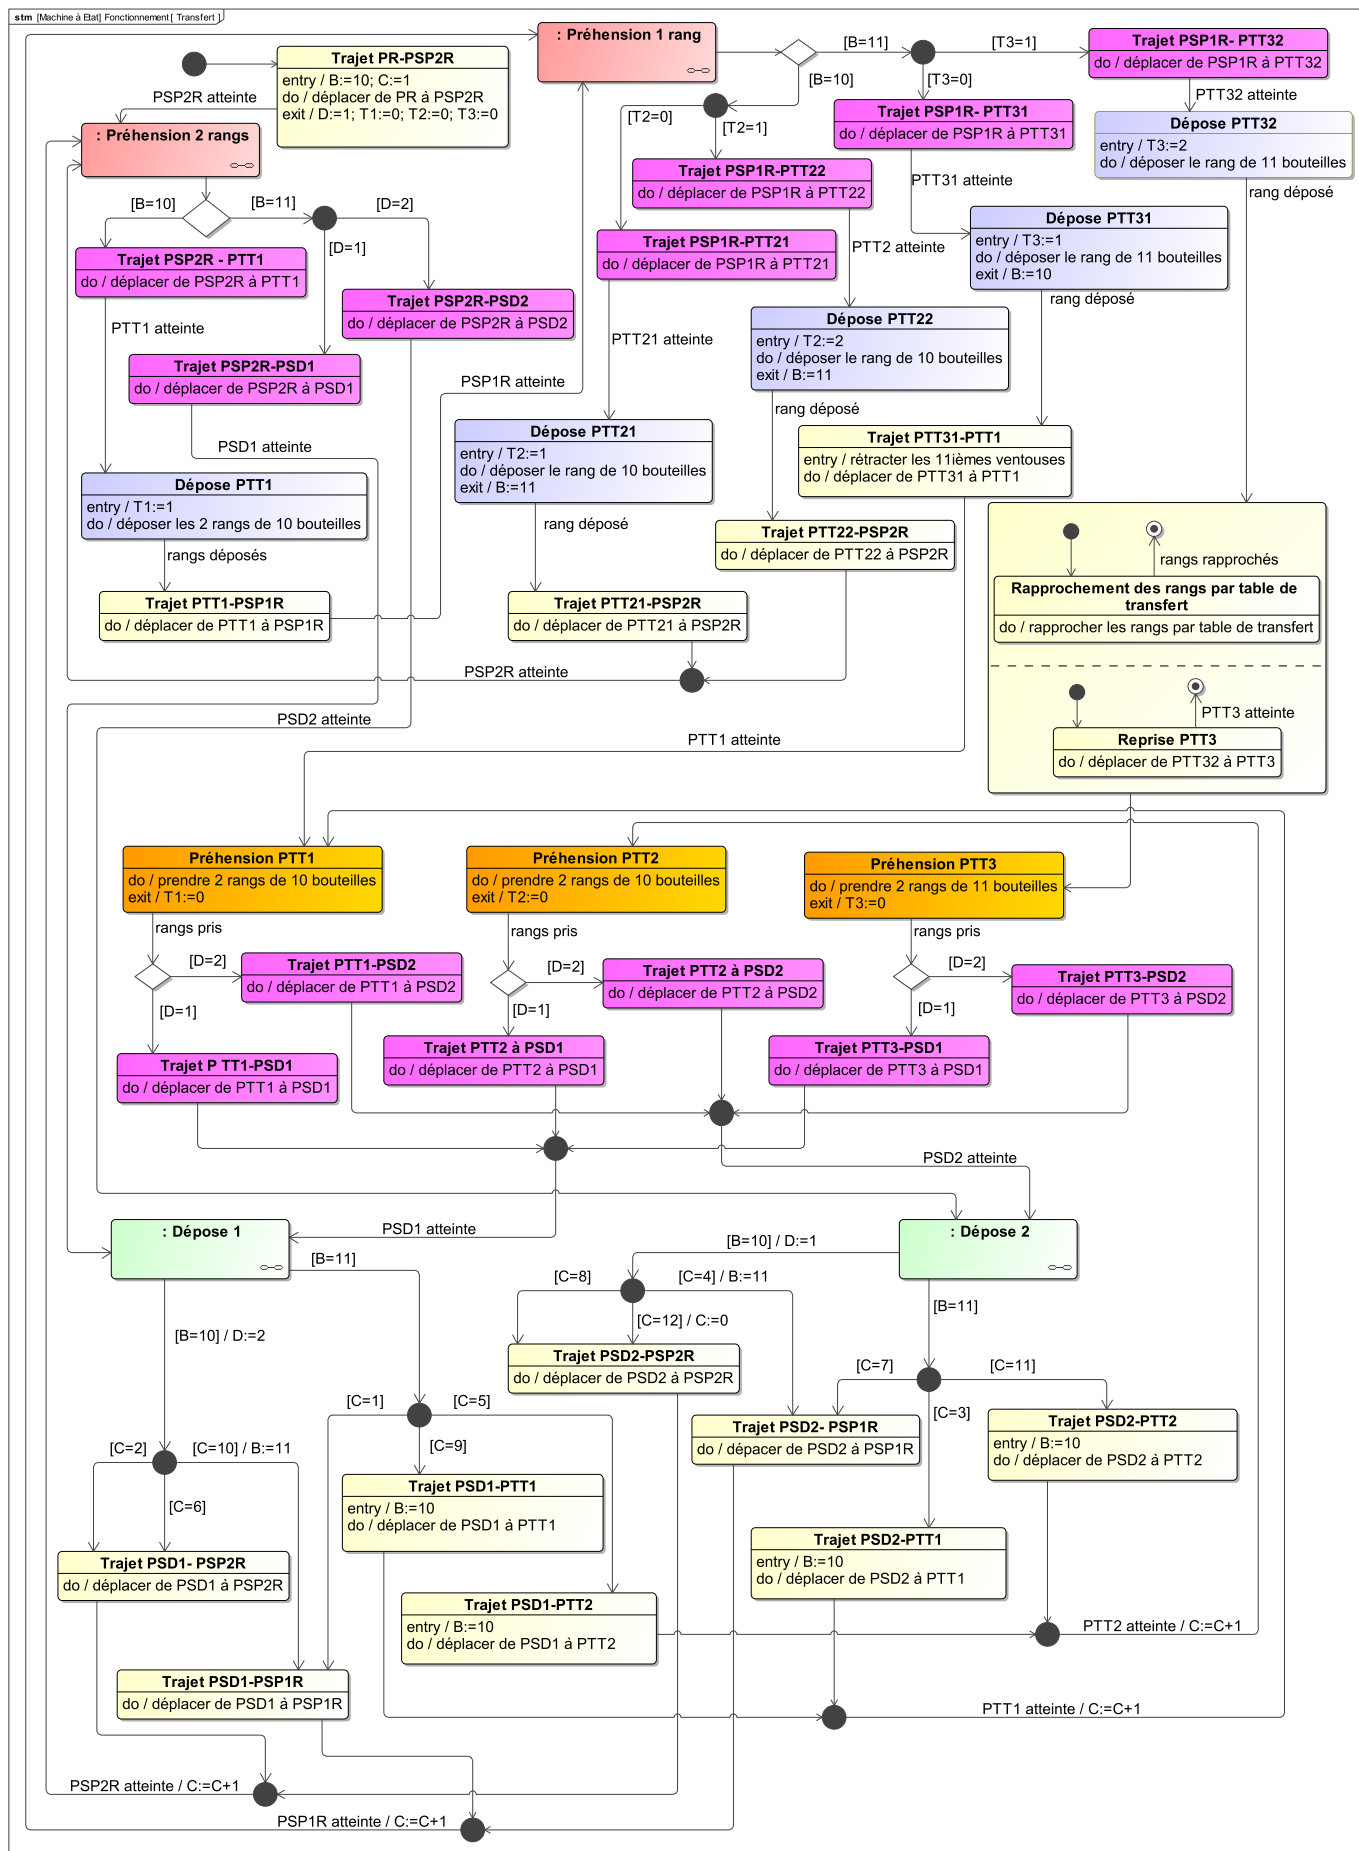 stm [Machine à Etat] Fonctionnement[ Transfert ]
: Préhension 1 rang
[B=11]
[T3=1]
[B=10]
[T3=0]
Trajet PSP1R- PTT32
do / déplacer de PSP1R à PTT32
PTT32 atteinte
Trajet PR-PSP2R
entry / B:=10; C:=1
do / déplacer de PR à PSP2R
exit / D:=1; T1:=0; T2:=0; T3:=0
PSP2R atteinte
: Préhension 2 rangs
[T2=0]
[T2=1]
Trajet PSP1R- PTT31
do / déplacer de PSP1R à PTT31
PTT31 atteinte
Dépose PTT32
entry / T3:=2
do / déposer le rang de 11 bouteilles
rang déposé
Trajet PSP1R-PTT22
do / déplacer de PSP1R à PTT22
PTT2 atteinte
[B=10]
[B=11]
[D=2]
[D=1]
Dépose PTT31
entry / T3:=1
do / déposer le rang de 11 bouteilles
exit / B:=10
rang déposé
Trajet PSP1R-PTT21
do / déplacer de PSP1R à PTT21
PTT21 atteinte
Trajet PSP2R - PTT1
do / déplacer de PSP2R à PTT1
PTT1 atteinte
Trajet PSP2R-PSD2
do / déplacer de PSP2R à PSD2
Dépose PTT22
entry / T2:=2
do / déposer le rang de 10 bouteilles
exit / B:=11
rang déposé
Trajet PSP2R-PSD1
do / déplacer de PSP2R à PSD1
PSP1R atteinte
PSD1 atteinte
Dépose PTT21
entry / T2:=1
do / déposer le rang de 10 bouteilles
exit / B:=11
rang déposé
Trajet PTT31-PTT1
entry / rétracter les 11ièmes ventouses
do / déplacer de PTT31 à PTT1
Dépose PTT1
entry / T1:=1
do / déposer les 2 rangs de 10 bouteilles
rangs déposés
Trajet PTT22-PSP2R
do / déplacer de PTT22 à PSP2R
rangs rapprochés
Rapprochement des rangs par table de
transfert
do / rapprocher les rangs par table de transfert
Trajet PTT1-PSP1R
do / déplacer de PTT1 à PSP1R
Trajet PTT21-PSP2R
do / déplacer de PTT21 à PSP2R
PSP2R atteinte
PSD2 atteinte
PTT1 atteinte
PTT3 atteinte
Reprise PTT3
do / déplacer de PTT32 à PTT3
Préhension PTT1
do / prendre 2 rangs de 10 bouteilles
exit / T1:=0
rangs pris
Préhension PTT2
do / prendre 2 rangs de 10 bouteilles
exit / T2:=0
rangs pris
Préhension PTT3
do / prendre 2 rangs de 11 bouteilles
exit / T3:=0
rangs pris
[D=2]
[D=1]
Trajet PTT1-PSD2
do / déplacer de PTT1 à PSD2
[D=2]
[D=1]
Trajet PTT2 à PSD2
do / déplacer de PTT2 à PSD2
[D=2]
[D=1]
Trajet PTT3-PSD2
do / déplacer de PTT3 à PSD2
Trajet P TT1-PSD1
do / déplacer de PTT1 à PSD1
Trajet PTT2 à PSD1
do / déplacer de PTT2 à PSD1
Trajet PTT3-PSD1
do / déplacer de PTT3 à PSD1
PSD2 atteinte
PSD1 atteinte
: Dépose 1
[B=11]
[B=10] / D:=2
: Dépose 2
[B=10] / D:=1
[B=11]
[C=8]
[C=4] / B:=11
[C=12] / C:=0
Trajet PSD2-PSP2R
do / déplacer de PSD2 à PSP2R
[C=7]
[C=11]
[C=3]
[C=1]
[C=5]
[C=9]
Trajet PSD2- PSP1R
do / dépacer de PSD2 à PSP1R
Trajet PSD2-PTT2
entry / B:=10
do / déplacer de PSD2 à PTT2
[C=2]
[C=10] / B:=11
[C=6]
Trajet PSD1-PTT1
entry / B:=10
do / déplacer de PSD1 à PTT1
Trajet PSD2-PTT1
entry / B:=10
do / déplacer de PSD2 à PTT1
Trajet PSD1- PSP2R
do / déplacer de PSD1 à PSP2R
Trajet PSD1-PTT2
entry / B:=10
do / déplacer de PSD1 à PTT2
PTT2 atteinte / C:=C+1
Trajet PSD1-PSP1R
do / déplacer de PSD1 à PSP1R
PTT1 atteinte / C:=C+1
PSP2R atteinte / C:=C+1
PSP1R atteinte / C:=C+1